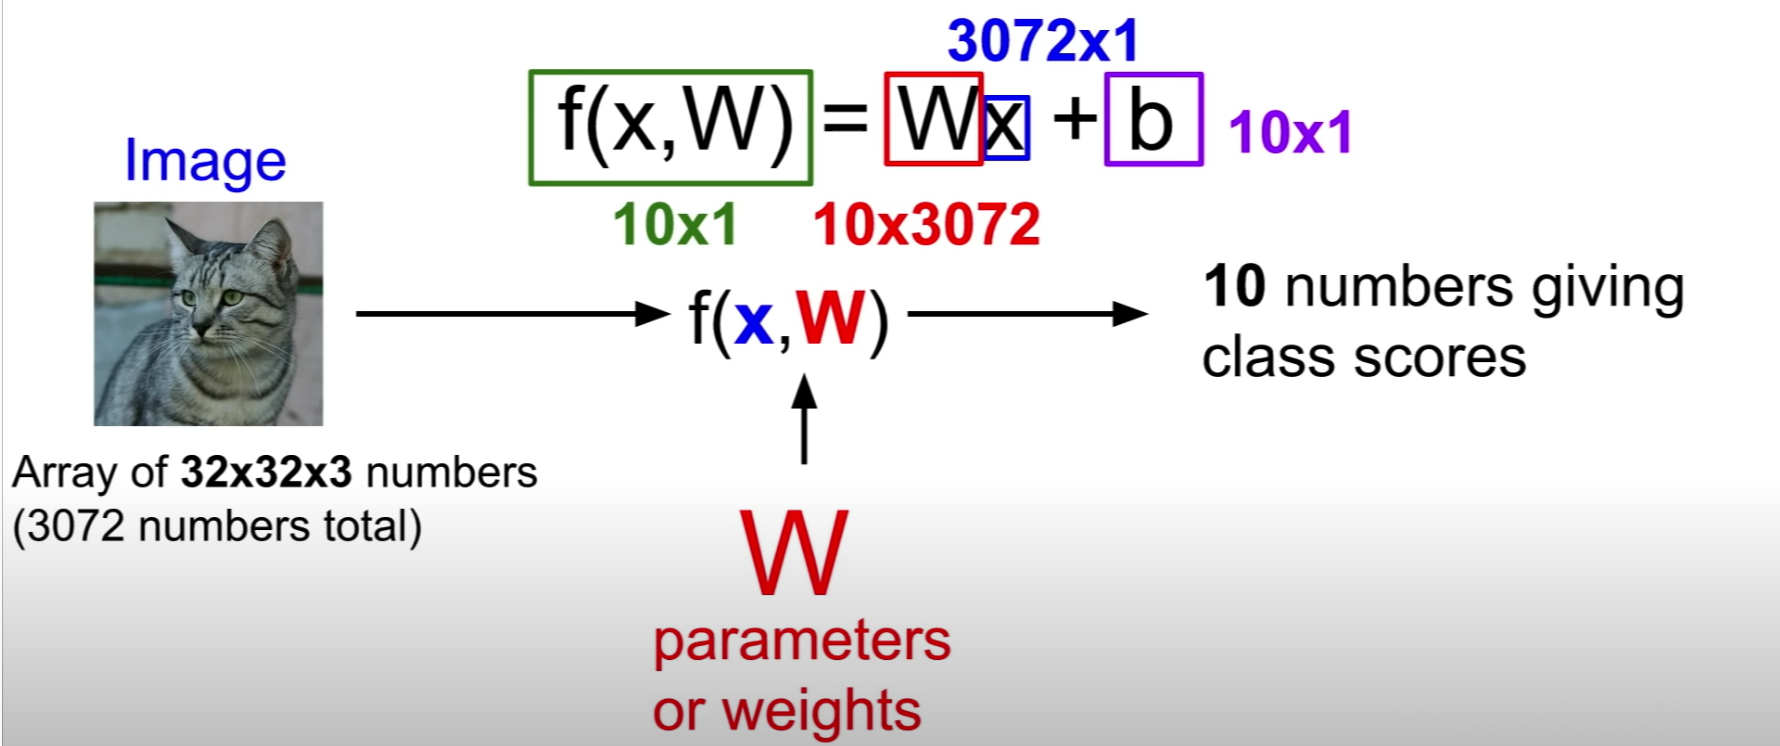 3072x1
f(x,W) = Wx + b 10x1
10x1 10x3072
Image
f(x,W)
10 numbers giving
class scores
Array of 32x32x3 numbers
(3072 numbers total)
W
parameters
or weights